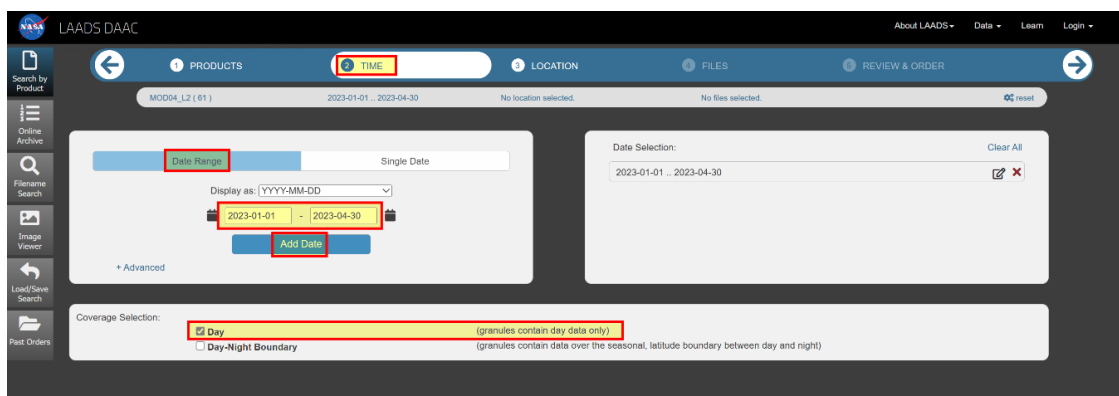 NASA LAADS DAAC About LAADS Data Learn Login
Search by Product
1 PRODUCTS 2 TIME 3 LOCATION 4 FILES 5 REVIEW & ORDER
MOD04_L2 ( 61 ) 2023-01-01 .. 2023-04-30 No location selected. No files selected. reset
Online Archive
Filename Search
Image Viewer
Load/Save Search
Past Orders
Date Range Single Date
Display as: YYYY-MM-DD
2023-01-01 - 2023-04-30
Add Date
+ Advanced
Date Selection: Clear All
2023-01-01 .. 2023-04-30
Coverage Selection:
Day (granules contain day data only)
Day-Night Boundary (granules contain data over the seasonal, latitude boundary between day and night)